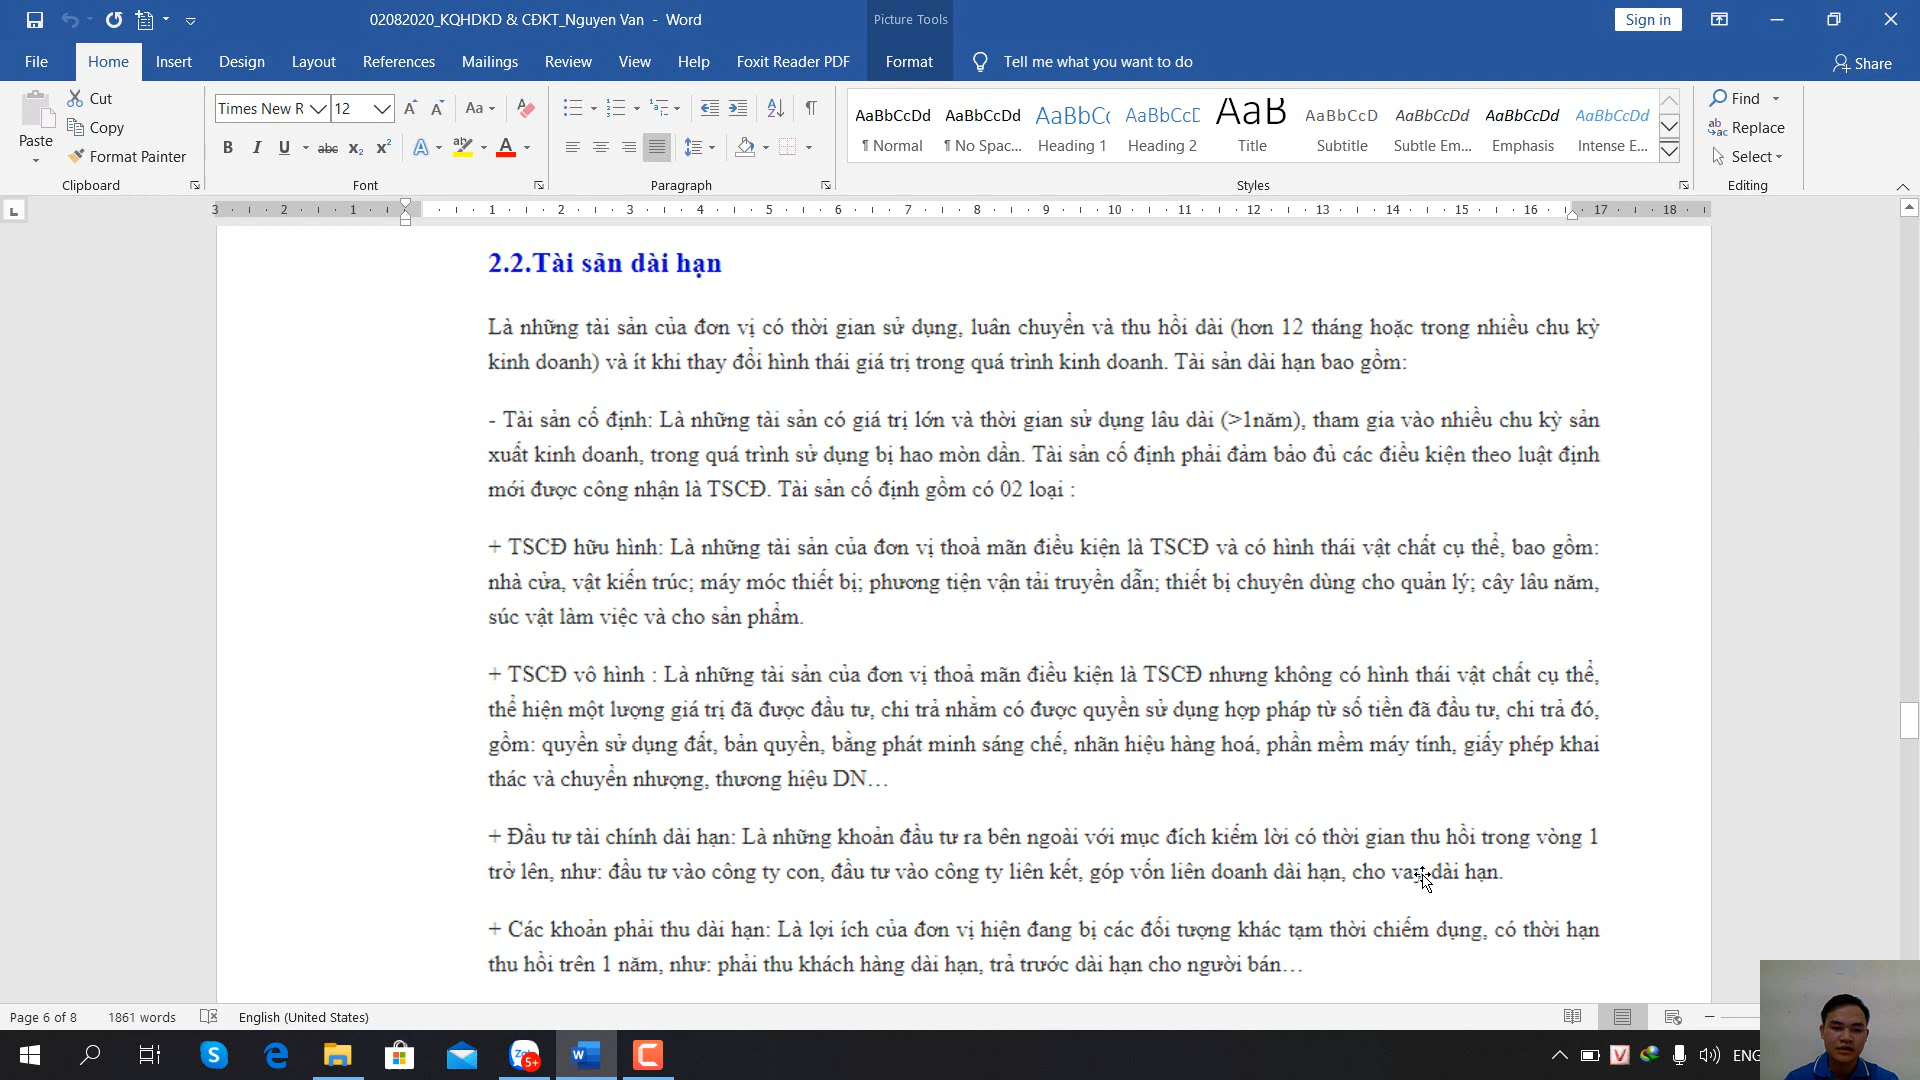 02082020_KQHDKD & CĐKT_Nguyen Van - Word
Picture Tools
Sign in
File Home Insert Design Layout References Mailings Review View Help Foxit Reader PDF Format Tell me what you want to do Share
Paste
Cut
Copy
Format Painter
Clipboard
Times New R 12
Font
Paragraph
AaBbCcDd AaBbCcDd AaBbCc AaBbCcD AaB AaBbCcD AaBbCcDd AaBbCcDd AaBbCcDd
¶ Normal ¶ No Spac... Heading 1 Heading 2 Title Subtitle Subtle Em... Emphasis Intense E...
Styles
Find
Replace
Select
Editing
3 2 1 1 2 3 4 5 6 7 8 9 10 11 12 13 14 15 16 17 18
2.2.Tài sản dài hạn
Là những tài sản của đơn vị có thời gian sử dụng, luân chuyển và thu hồi dài (hơn 12 tháng hoặc trong nhiều chu kỳ
kinh doanh) và ít khi thay đổi hình thái giá trị trong quá trình kinh doanh. Tài sản dài hạn bao gồm:
- Tài sản cố định: Là những tài sản có giá trị lớn và thời gian sử dụng lâu dài (>1năm), tham gia vào nhiều chu kỳ sản
xuất kinh doanh, trong quá trình sử dụng bị hao mòn dần. Tài sản cố định phải đảm bảo đủ các điều kiện theo luật định
mới được công nhận là TSCĐ. Tài sản cố định gồm có 02 loại :
+ TSCĐ hữu hình: Là những tài sản của đơn vị thoả mãn điều kiện là TSCĐ và có hình thái vật chất cụ thể, bao gồm:
nhà cửa, vật kiến trúc; máy móc thiết bị; phương tiện vận tải truyền dẫn; thiết bị chuyên dùng cho quản lý; cây lâu năm,
súc vật làm việc và cho sản phẩm.
+ TSCĐ vô hình : Là những tài sản của đơn vị thoả mãn điều kiện là TSCĐ nhưng không có hình thái vật chất cụ thể,
thể hiện một lượng giá trị đã được đầu tư, chi trả nhằm có được quyền sử dụng hợp pháp từ số tiền đã đầu tư, chi trả đó,
gồm: quyền sử dụng đất, bản quyền, bằng phát minh sáng chế, nhãn hiệu hàng hoá, phần mềm máy tính, giấy phép khai
thác và chuyển nhượng, thương hiệu DN…
+ Đầu tư tài chính dài hạn: Là những khoản đầu tư ra bên ngoài với mục đích kiếm lời có thời gian thu hồi trong vòng 1
trở lên, như: đầu tư vào công ty con, đầu tư vào công ty liên kết, góp vốn liên doanh dài hạn, cho vay dài hạn.
+ Các khoản phải thu dài hạn: Là lợi ích của đơn vị hiện đang bị các đối tượng khác tạm thời chiếm dụng, có thời hạn
thu hồi trên 1 năm, như: phải thu khách hàng dài hạn, trả trước dài hạn cho người bán…
Page 6 of 8 1861 words English (United States)
5+
ENG